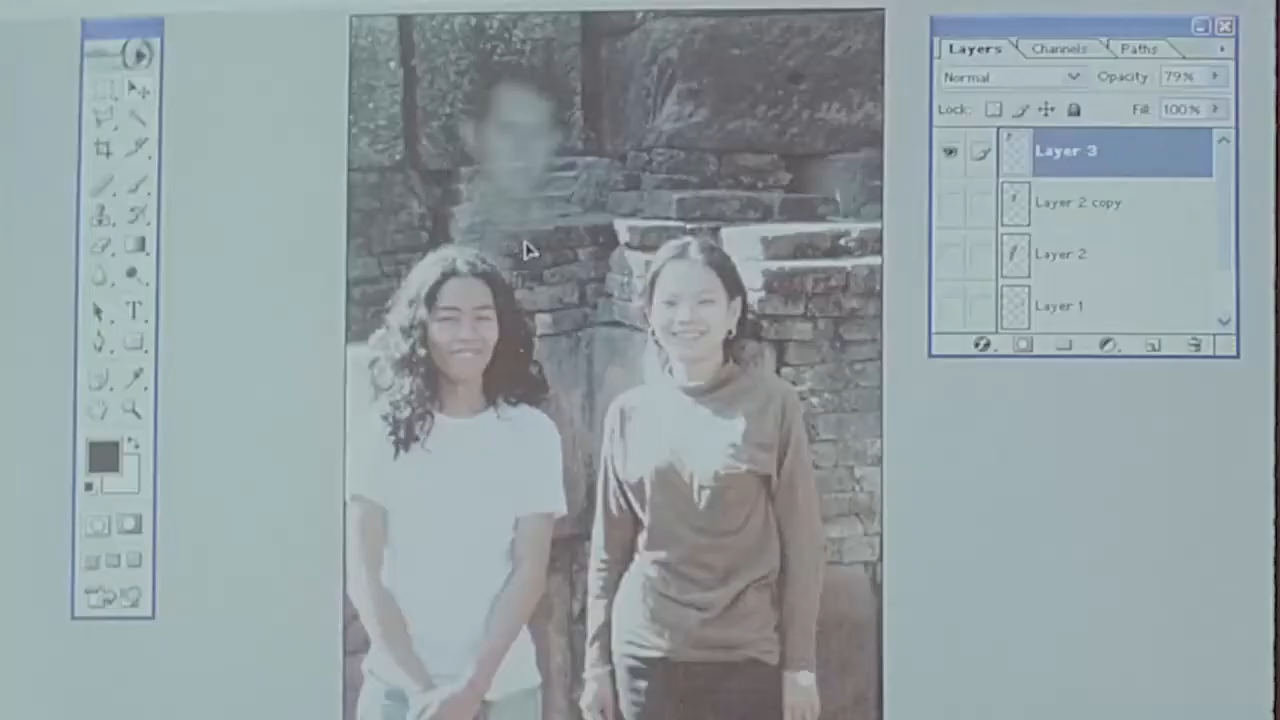 Layers Channels Paths
Normal Opacity: 79%
Lock: Fill: 100%
Layer 3
Layer 2 copy
Layer 2
Layer 1
T